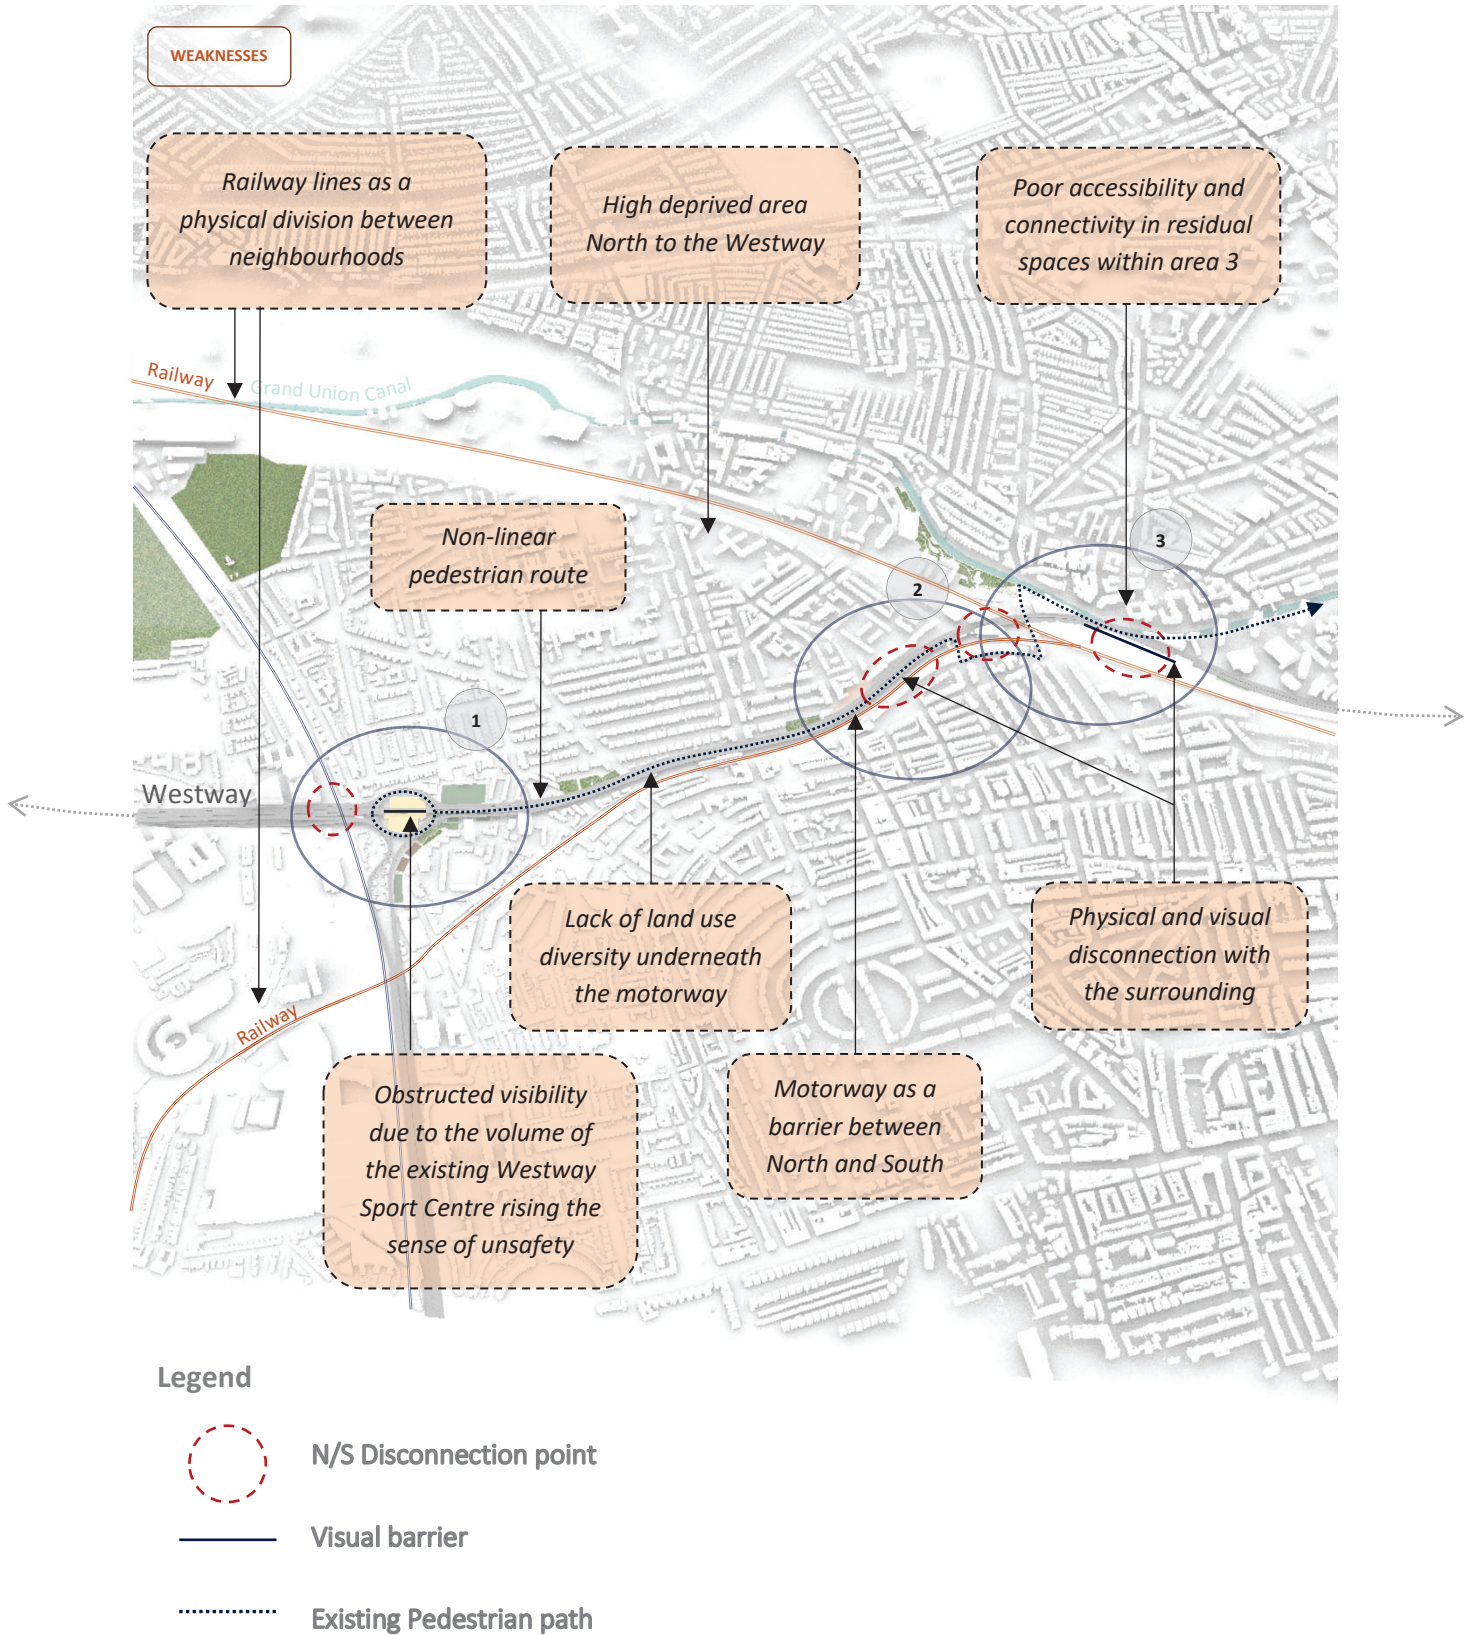 WEAKNESSES
Railway lines as a
physical division between
neighbourhoods
High deprived area
North to the Westway
Poor accessibility and
connectivity in residual
spaces within area 3
Railway
Grand Union Canal
Non-linear
pedestrian route
3
2
1
Westway
Lack of land use
diversity underneath
the motorway
Physical and visual
disconnection with
the surrounding
Railway
Obstructed visibility
due to the volume of
the existing Westway
Sport Centre rising the
sense of unsafety
Motorway as a
barrier between
North and South
Legend
N/S Disconnection point
Visual barrier
Existing Pedestrian path